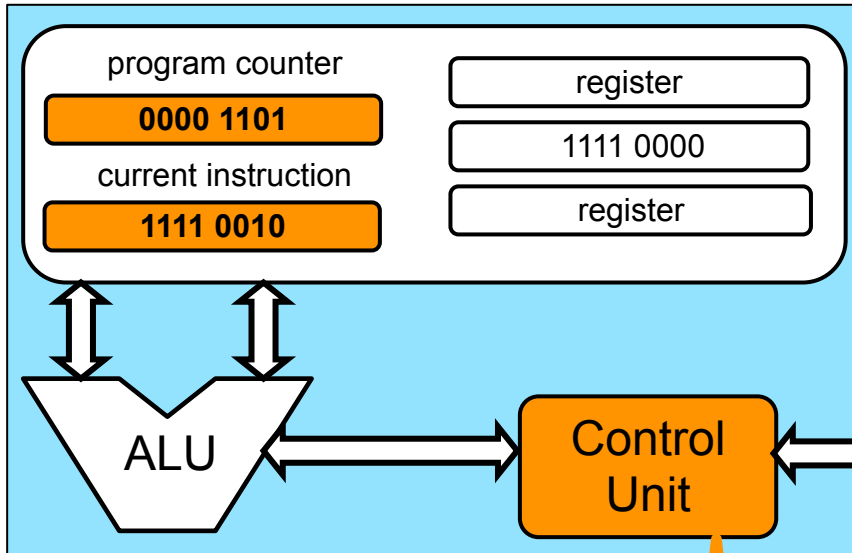 program counter
0000 1101
current instruction
1111 0010
register
1111 0000
register
ALU
Control
Unit